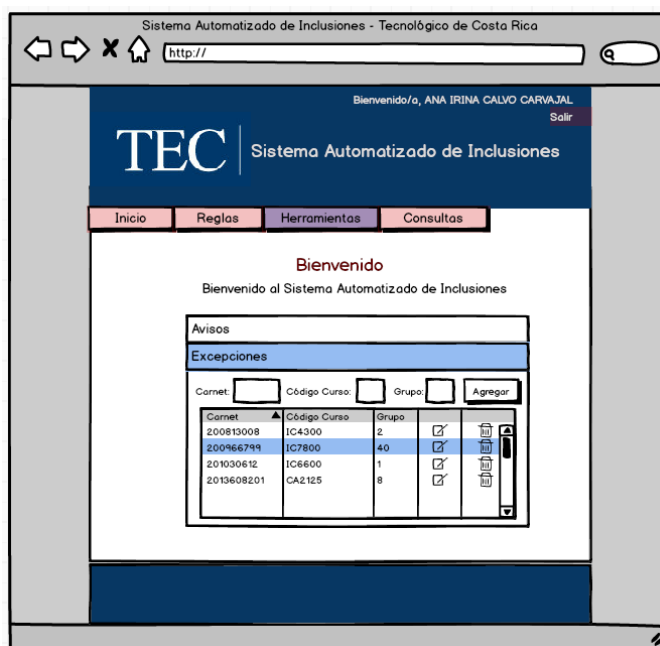 Sistema Automatizado de Inclusiones - Tecnológico de Costa Rica
http://
Bienvenido/a, ANA IRINA CALVO CARVAJAL
Salir
TEC Sistema Automatizado de Inclusiones
Inicio Reglas Herramientas Consultas
Bienvenido
Bienvenido al Sistema Automatizado de Inclusiones
Avisos
Excepciones
Carnet: Código Curso: Grupo: Agregar
Carnet Código Curso Grupo
200813008 IC4300 2
200966799 IC7800 40
201030612 IC6600 1
2013608201 CA2125 8